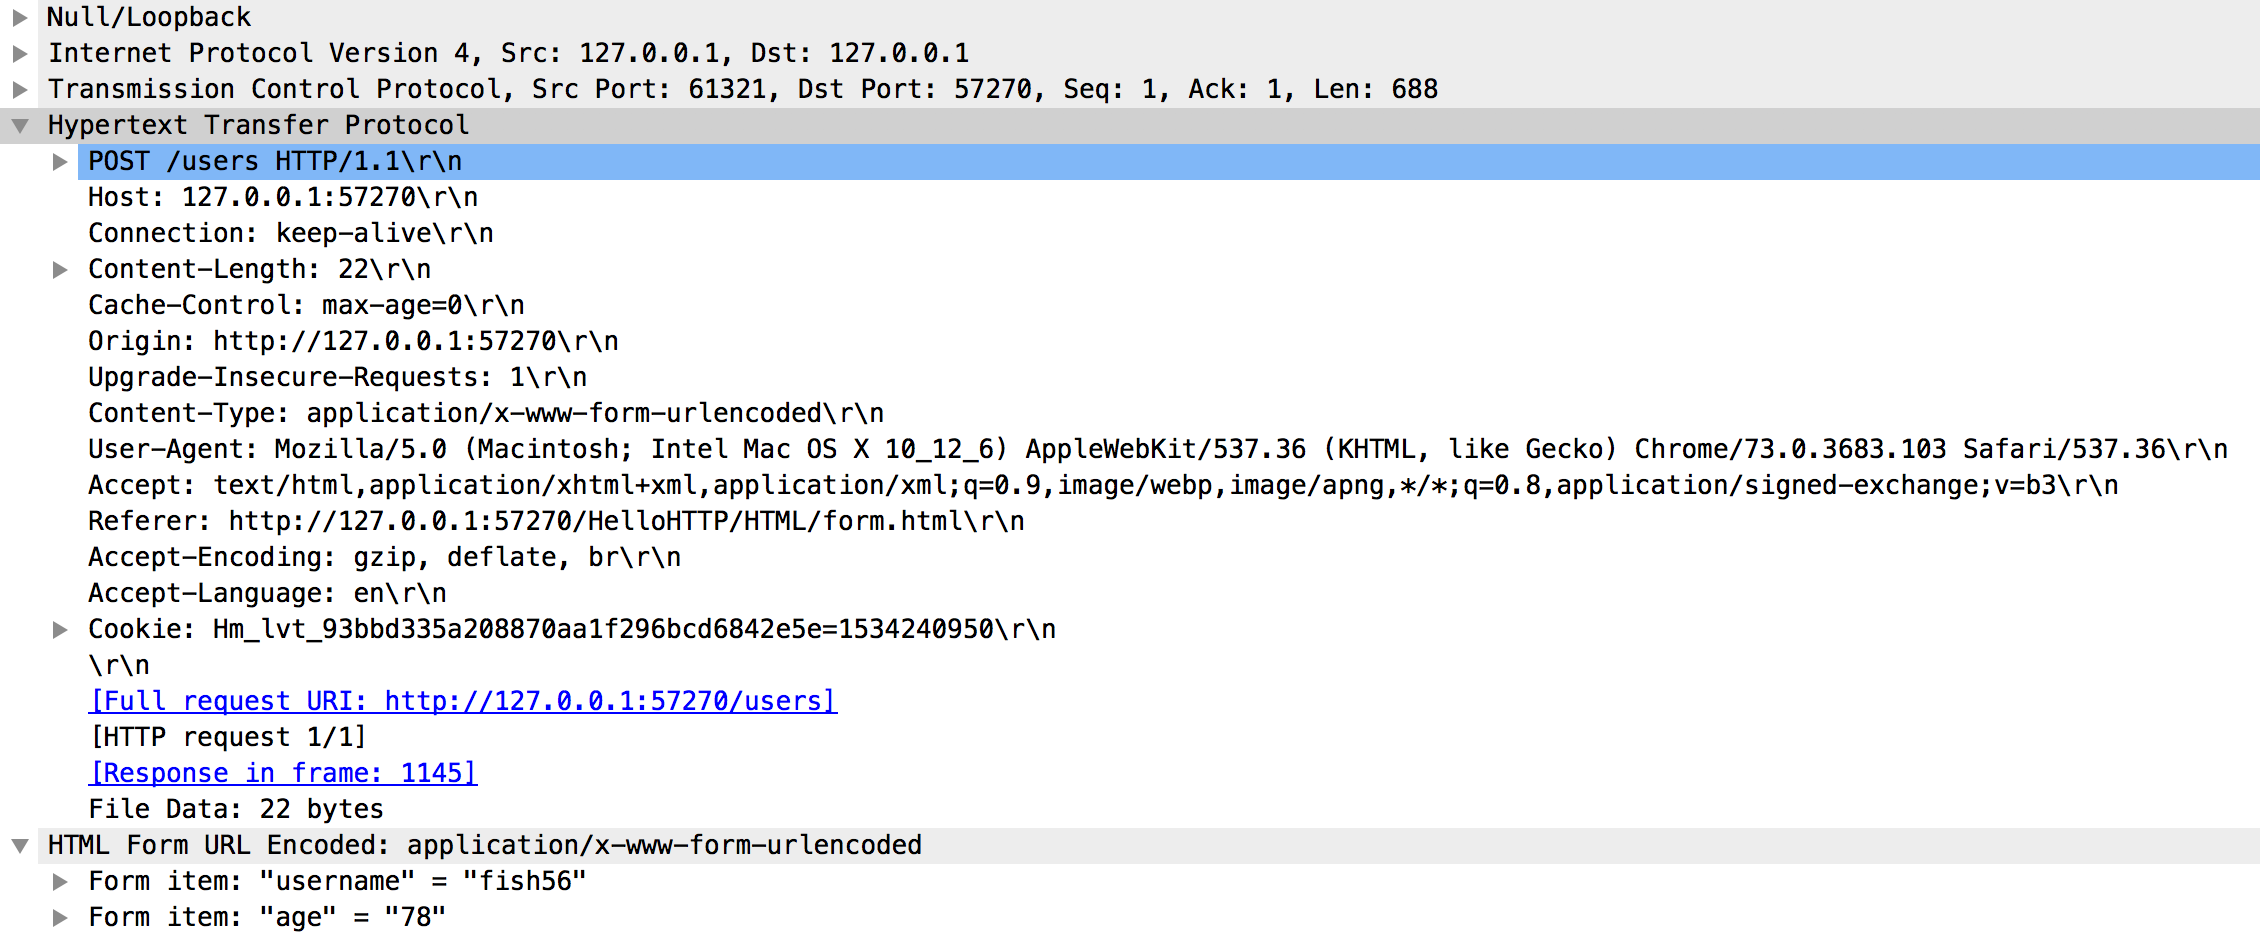 Null/Loopback
Internet Protocol Version 4, Src: 127.0.0.1, Dst: 127.0.0.1
Transmission Control Protocol, Src Port: 61321, Dst Port: 57270, Seq: 1, Ack: 1, Len: 688
Hypertext Transfer Protocol
POST /users HTTP/1.1\r\n
Host: 127.0.0.1:57270\r\n
Connection: keep-alive\r\n
Content-Length: 22\r\n
Cache-Control: max-age=0\r\n
Origin: http://127.0.0.1:57270\r\n
Upgrade-Insecure-Requests: 1\r\n
Content-Type: application/x-www-form-urlencoded\r\n
User-Agent: Mozilla/5.0 (Macintosh; Intel Mac OS X 10_12_6) AppleWebKit/537.36 (KHTML, like Gecko) Chrome/73.0.3683.103 Safari/537.36\r\n
Accept: text/html,application/xhtml+xml,application/xml;q=0.9,image/webp,image/apng,*/*;q=0.8,application/signed-exchange;v=b3\r\n
Referer: http://127.0.0.1:57270/HelloHTTP/HTML/form.html\r\n
Accept-Encoding: gzip, deflate, br\r\n
Accept-Language: en\r\n
Cookie: Hm_lvt_93bbd335a208870aa1f296bcd6842e5e=1534240950\r\n
\r\n
[Full request URI: http://127.0.0.1:57270/users]
[HTTP request 1/1]
[Response in frame: 1145]
File Data: 22 bytes
HTML Form URL Encoded: application/x-www-form-urlencoded
Form item: "username" = "fish56"
Form item: "age" = "78"